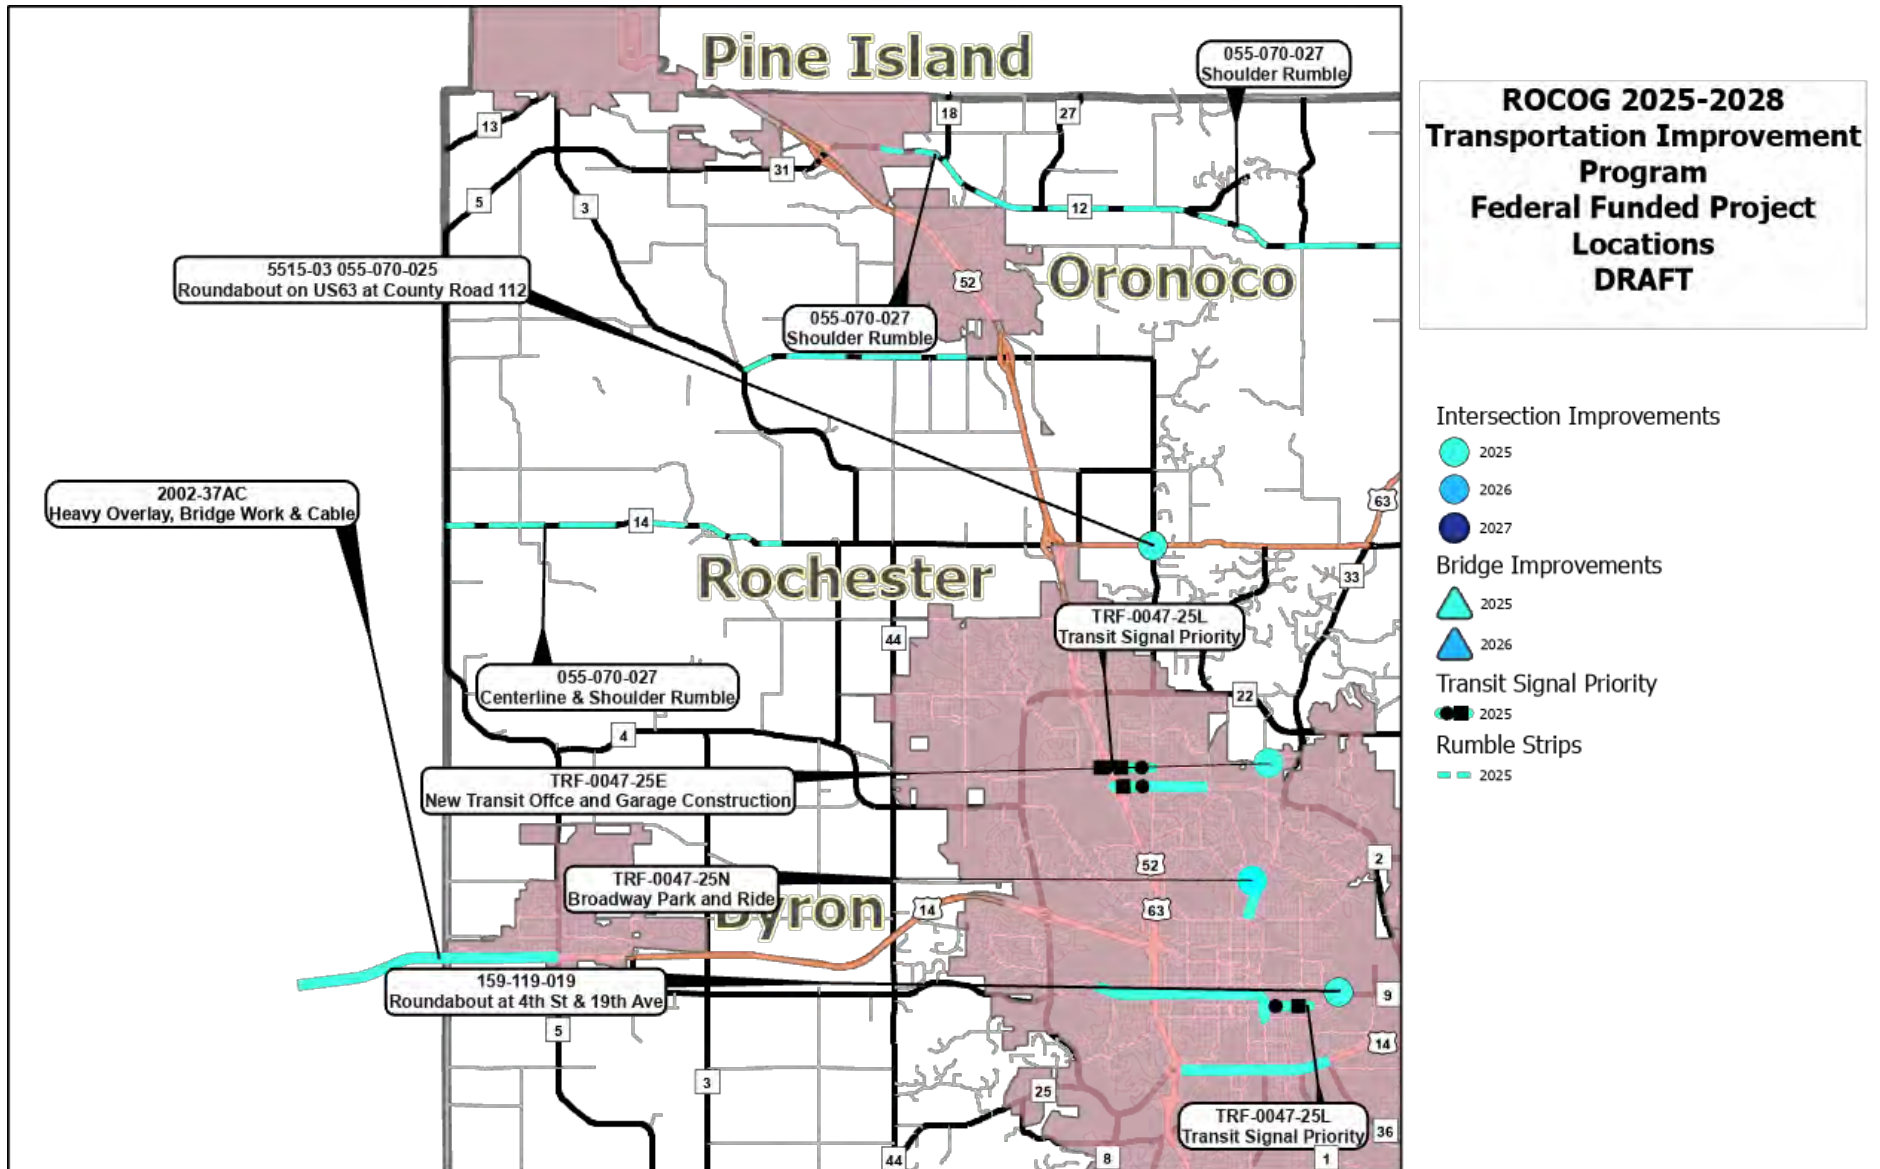 Pine Island
055-070-027
Shoulder Rumble
13
18
27
31
5
3
12
5515-03 055-070-025
Roundabout on US63 at County Road 112
52
Oronoco
055-070-027
Shoulder Rumble
2002-37AC
Heavy Overlay, Bridge Work & Cable
14
63
Rochester
33
44
TRF-0047-25L
Transit Signal Priority
055-070-027
Centerline & Shoulder Rumble
22
4
TRF-0047-25E
New Transit Offce and Garage Construction
52
2
TRF-0047-25N
Broadway Park and Ride
Byron
14
63
159-119-019
Roundabout at 4th St & 19th Ave
9
5
14
3
25
TRF-0047-25L
Transit Signal Priority
36
44
8
1
ROCOG 2025-2028
Transportation Improvement
Program
Federal Funded Project
Locations
DRAFT
Intersection Improvements
2025
2026
2027
Bridge Improvements
2025
2026
Transit Signal Priority
2025
Rumble Strips
2025